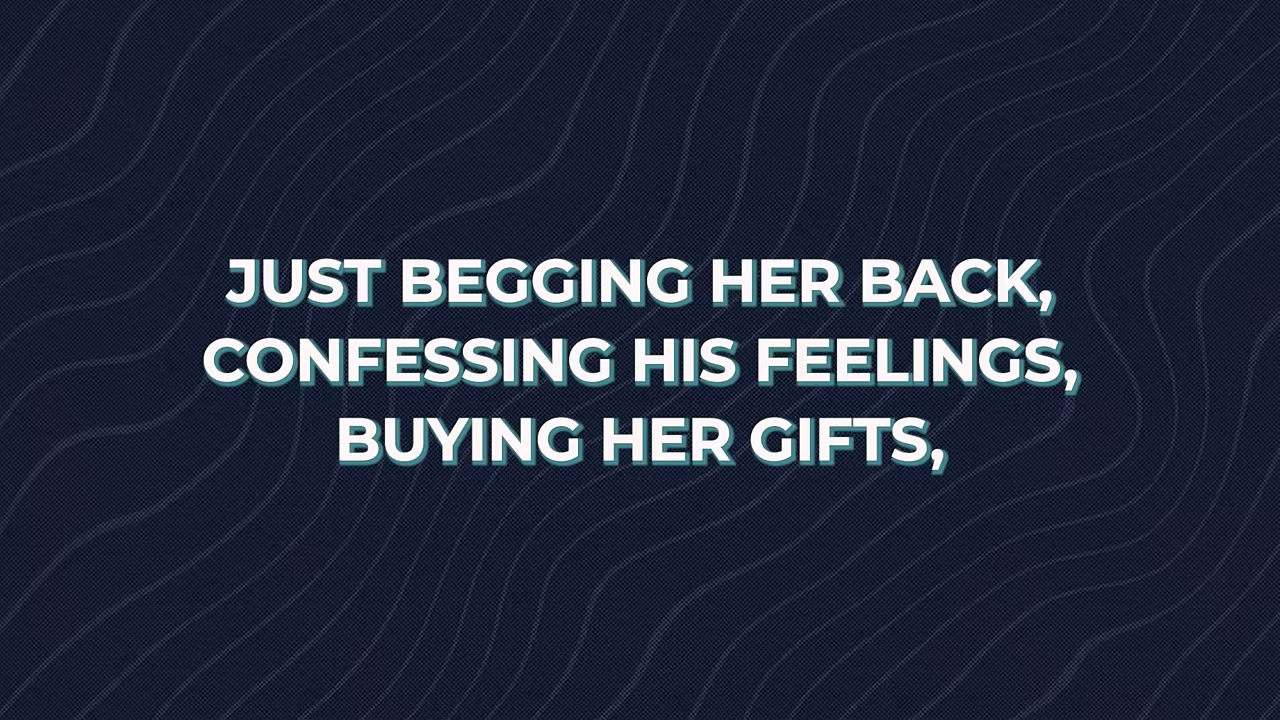 JUST BEGGING HER BACK,
CONFESSING HIS FEELINGS,
BUYING HER GIFTS,